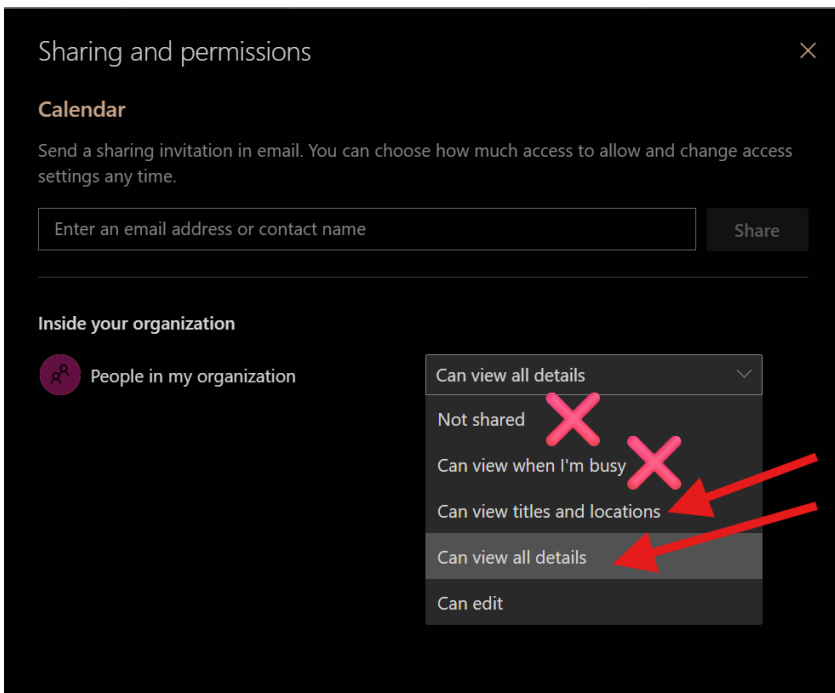 Sharing and permissions
Calendar
Send a sharing invitation in email. You can choose how much access to allow and change access
settings any time.
Enter an email address or contact name
Share
Inside your organization
People in my organization
Can view all details
Not shared
Can view when I'm busy
Can view titles and locations
Can view all details
Can edit